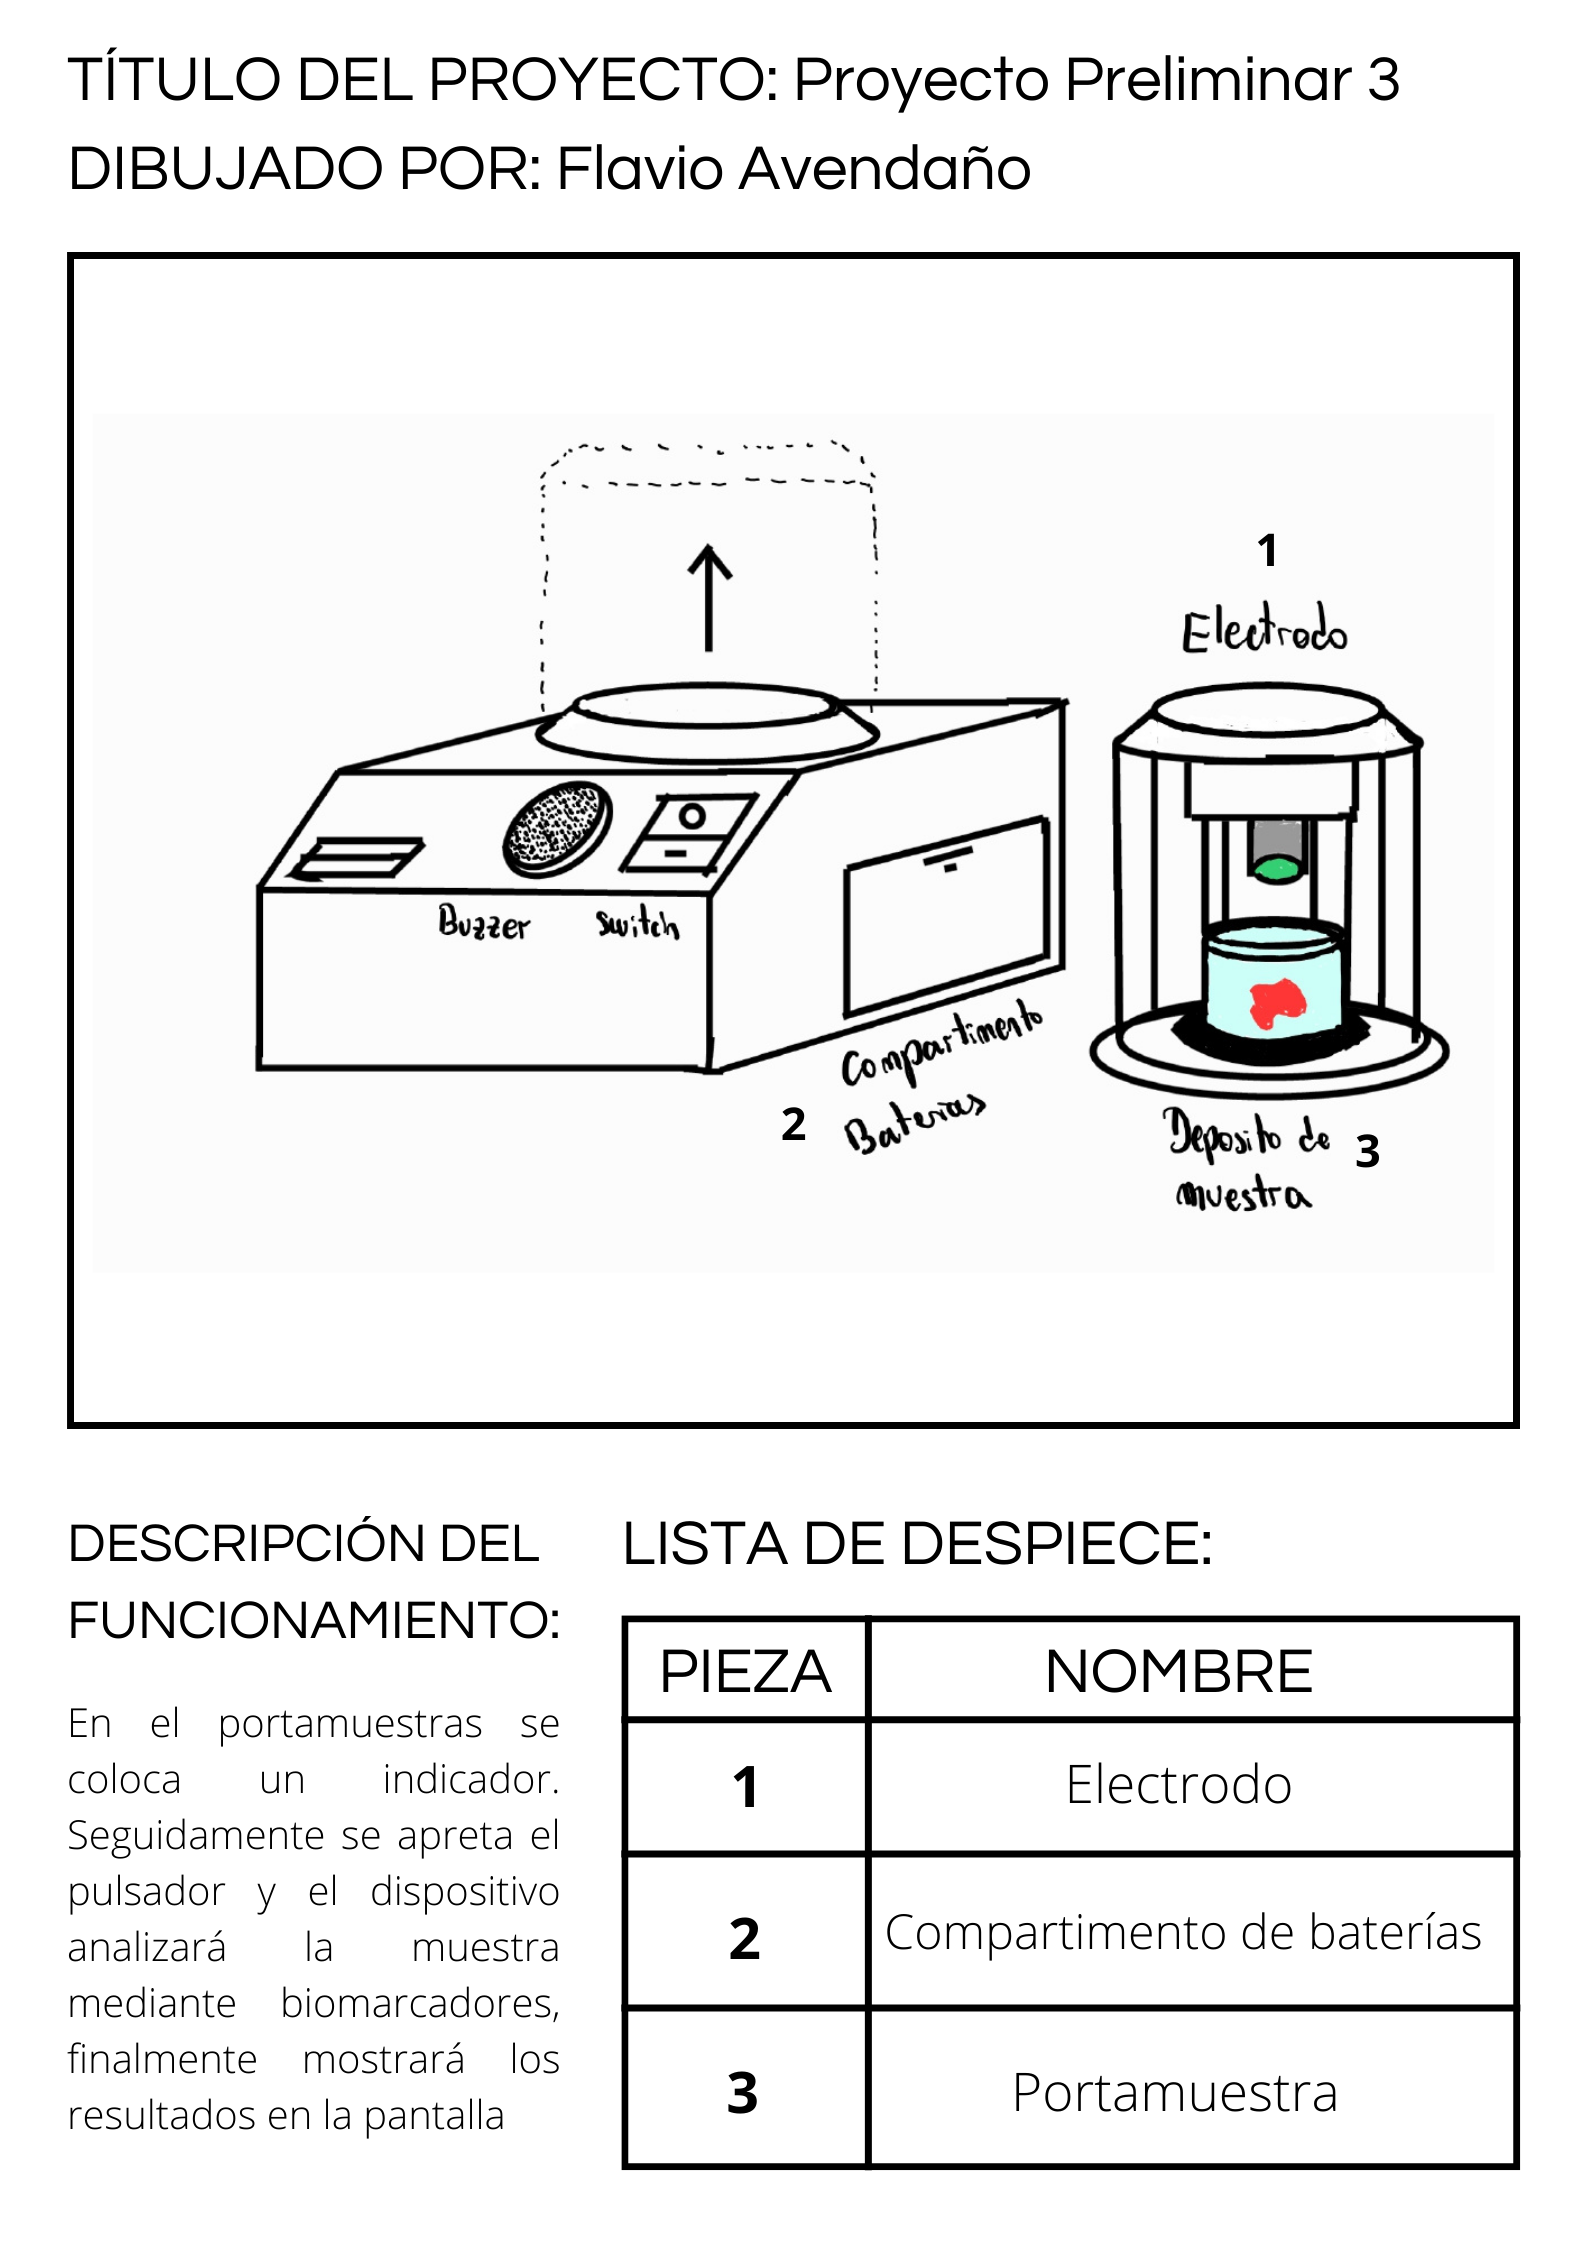 TÍTULO DEL PROYECTO: Proyecto Preliminar 3
DIBUJADO POR: Flavio Avendaño
1
Electrodo
Buzzer
Switch
Compartimento
Baterias
2
Deposito de
muestra
3
DESCRIPCIÓN DEL
FUNCIONAMIENTO:
En el portamuestras se
coloca un indicador.
Seguidamente se apreta el
pulsador y el dispositivo
analizará la muestra
mediante biomarcadores,
finalmente mostrará los
resultados en la pantalla
LISTA DE DESPIECE:
PIEZA NOMBRE
1 Electrodo
2 Compartimento de baterías
3 Portamuestra